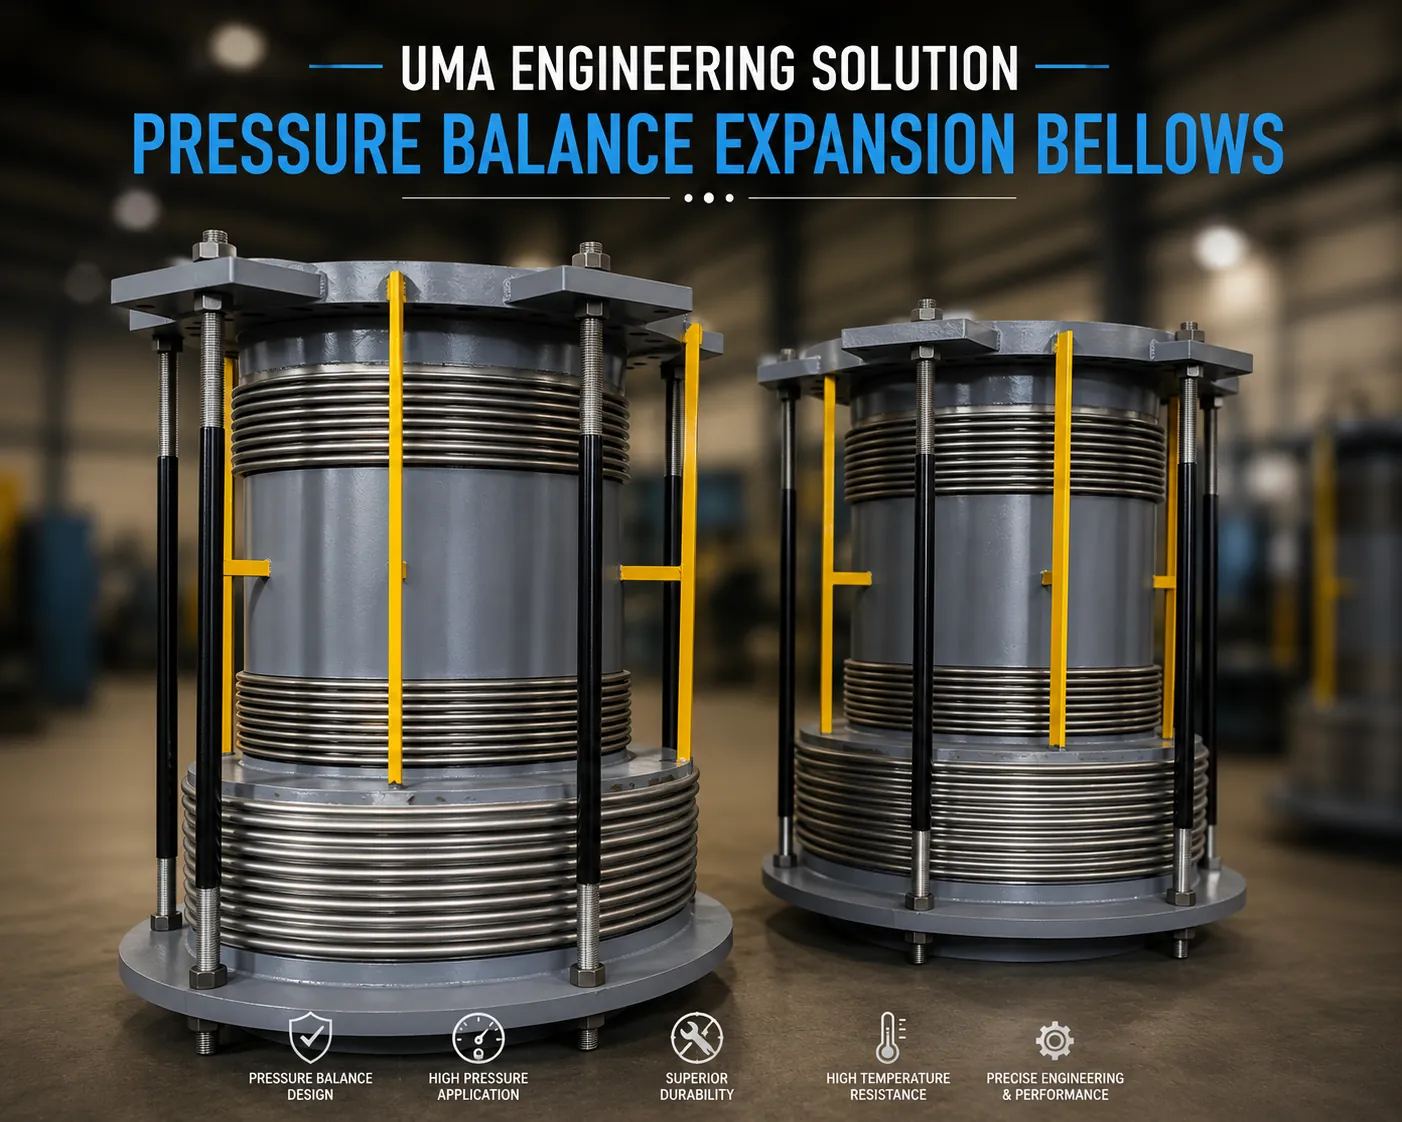 UMA ENGINEERING SOLUTION
PRESSURE BALANCE EXPANSION BELLOWS
PRESSURE BALANCE
DESIGN
HIGH PRESSURE
APPLICATION
SUPERIOR
DURABILITY
HIGH TEMPERATURE
RESISTANCE
PRECISE ENGINEERING
& PERFORMANCE